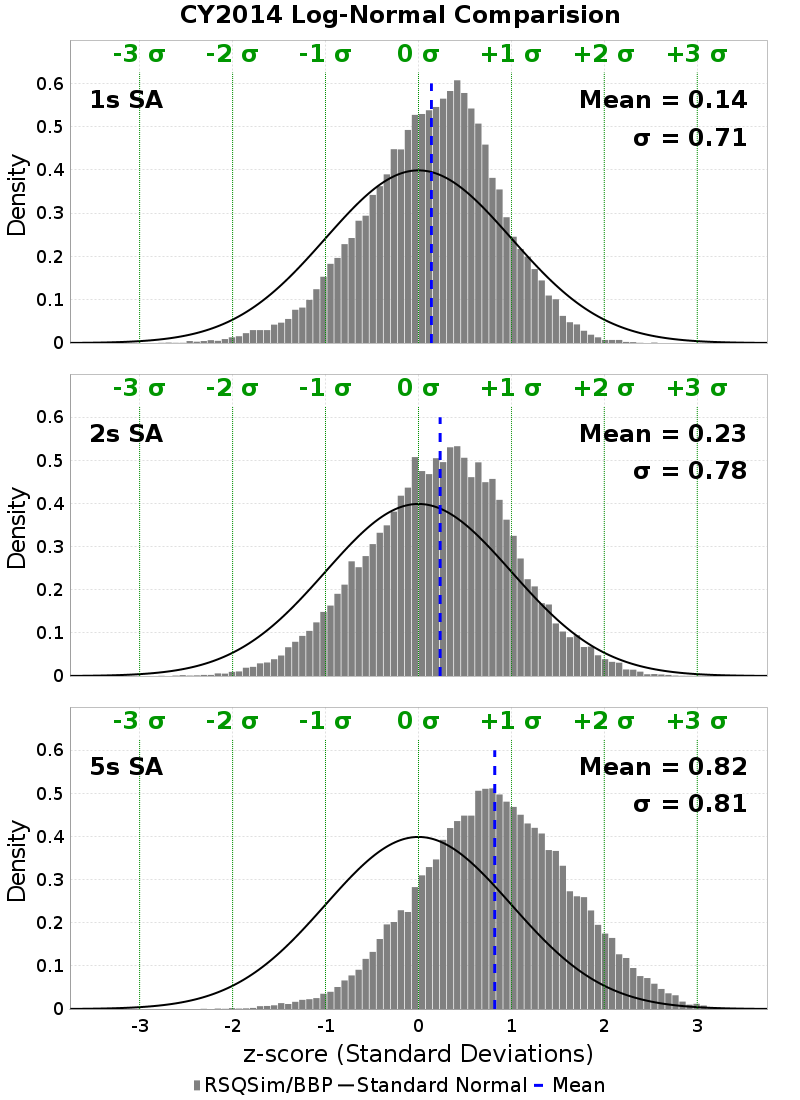 CY2014 Log-Normal Comparision
-3 σ -2 σ -1 σ 0 σ +1 σ +2 σ +3 σ
1s SA
Mean = 0.14
σ = 0.71
0.6
0.5
0.4
0.3
0.2
0.1
0
Density
-3 σ -2 σ -1 σ 0 σ +1 σ +2 σ +3 σ
2s SA
Mean = 0.23
σ = 0.78
0.6
0.5
0.4
0.3
0.2
0.1
0
Density
-3 σ -2 σ -1 σ 0 σ +1 σ +2 σ +3 σ
5s SA
Mean = 0.82
σ = 0.81
0.6
0.5
0.4
0.3
0.2
0.1
0
Density
-3 -2 -1 0 1 2 3
z-score (Standard Deviations)
RSQSim/BBP Standard Normal Mean